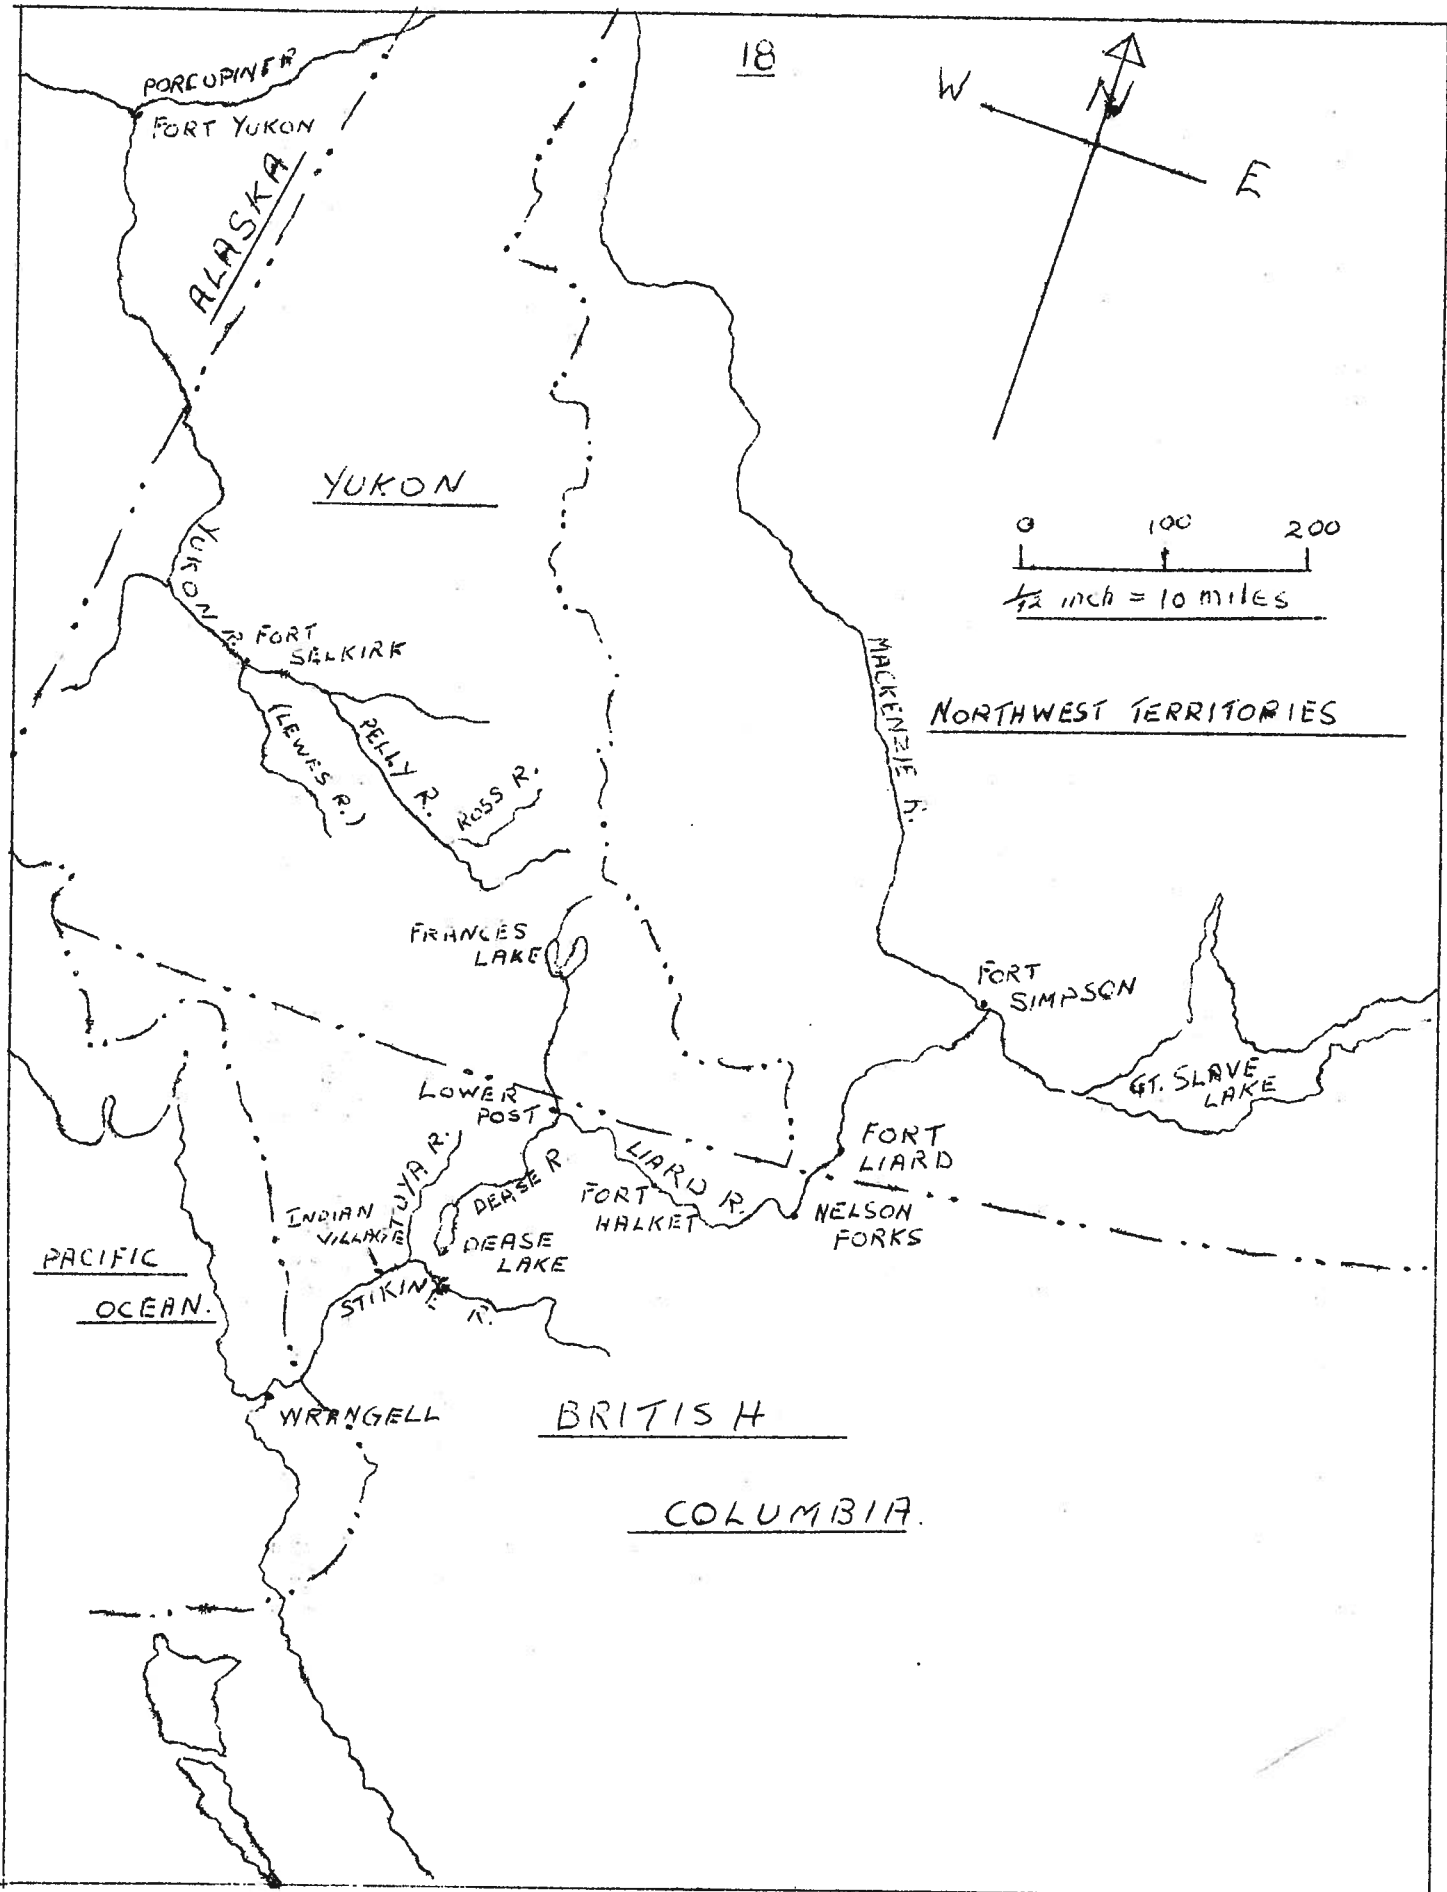 18
PORCUPINE R
FORT YUKON
ALASKA
W
N
E
YUKON
0 100 200
1/12 inch = 10 miles
YUKON R.
FORT
SELKIRK
(LEWES R.)
PELLY R.
ROSS R.
MACKENZIE R.
NORTHWEST TERRITORIES
FRANCES
LAKE
FORT
SIMPSON
GT. SLAVE
LAKE
LOWER
POST
LIARD R.
FORT
LIARD
NELSON
FORKS
FORT
HALKET
DEASE R
DEASE
LAKE
TUYA R.
INDIAN
VILLAGE
STIKINE R.
PACIFIC
OCEAN.
WRANGELL
BRITISH
COLUMBIA.